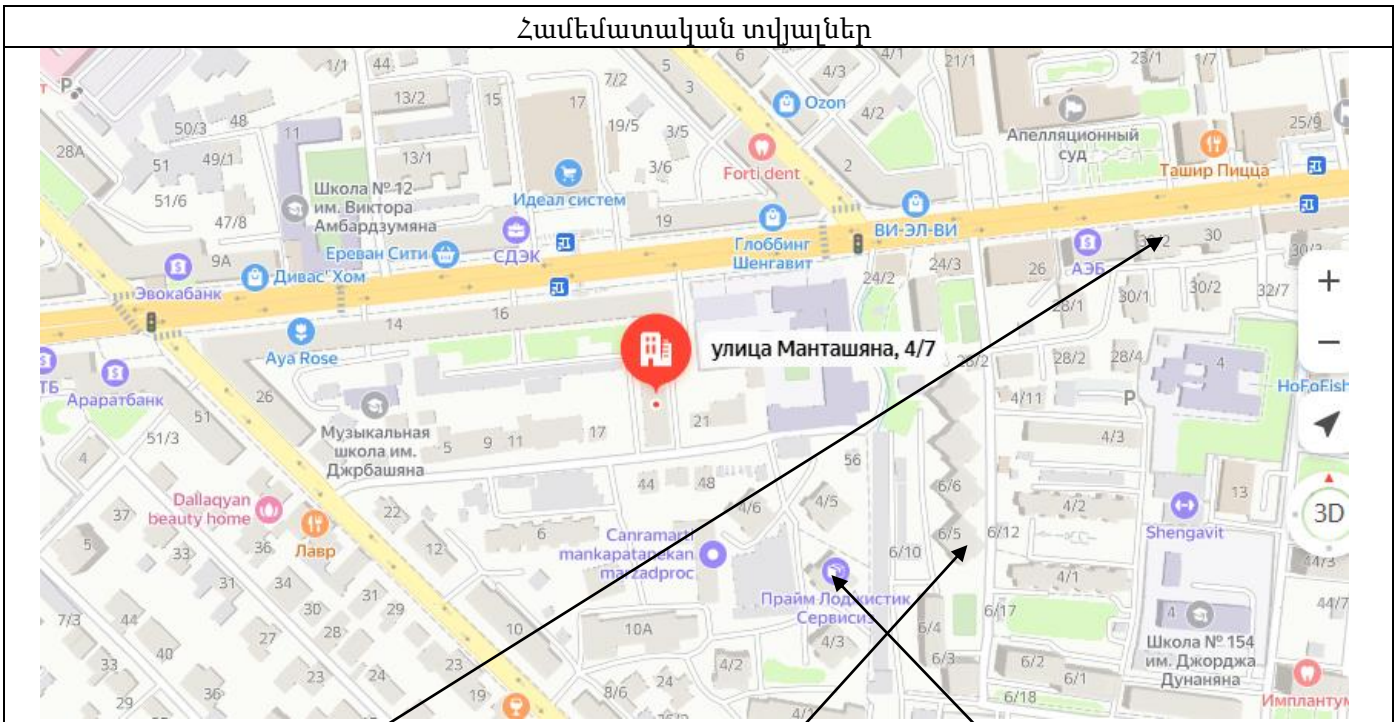 Համեմատական տվյալներ
1/1 44 7/2 5 3 6 4/3 4/1 21/1 23/1 1/7
P
13/2 15 17 Ozon
50/3 48 11 19/5 3/5 4/2 25/9
28A 51 49/1 13/1 3/6 Forti dent 2
Апелляционный
суд
Ташир Пицца
51/6 47/8
Школа № 12
им. Виктора
Амбардзумяна
Идеал систем
19
Глоббинг
Шенгавит
ВИ-ЭЛ-ВИ
9A Ереван Сити СДЭК
Эвокабанк
Дивас Хом
24/2 24/3 26 АЭБ 30
28/1 30/1 30/2 32/7
14 16
Aya Rose
улица Манташяна, 4/7
28/2 28/4 4
HoFoFish
Араратбанк
26 51 51/3
Музыкальная
школа им.
Джрбашяна
5 9 11 17 21
4/11 P 4/3
4 37 5
Dallaqyan
beauty home
Лавр
22 33 36 12 6
44 48 4/6 4/5 56 6/6 6/5 6/12 6/10
Canramarti
mankapatanekan
marzadproc
4/2 13
Shengavit
3D
44/3
Прайм Лоджистик
Сервисиз
4/1 6/17 44/7
31 34 31 30 29 28
7/3 44 40 27 10 10A 4/3 6/4 6/3 6/2 6/1
4
Школа № 154
им. Джорджа
Дунаняна
33 36 23 24 23 19 8/6 4/2 6/18
29
Имплантум